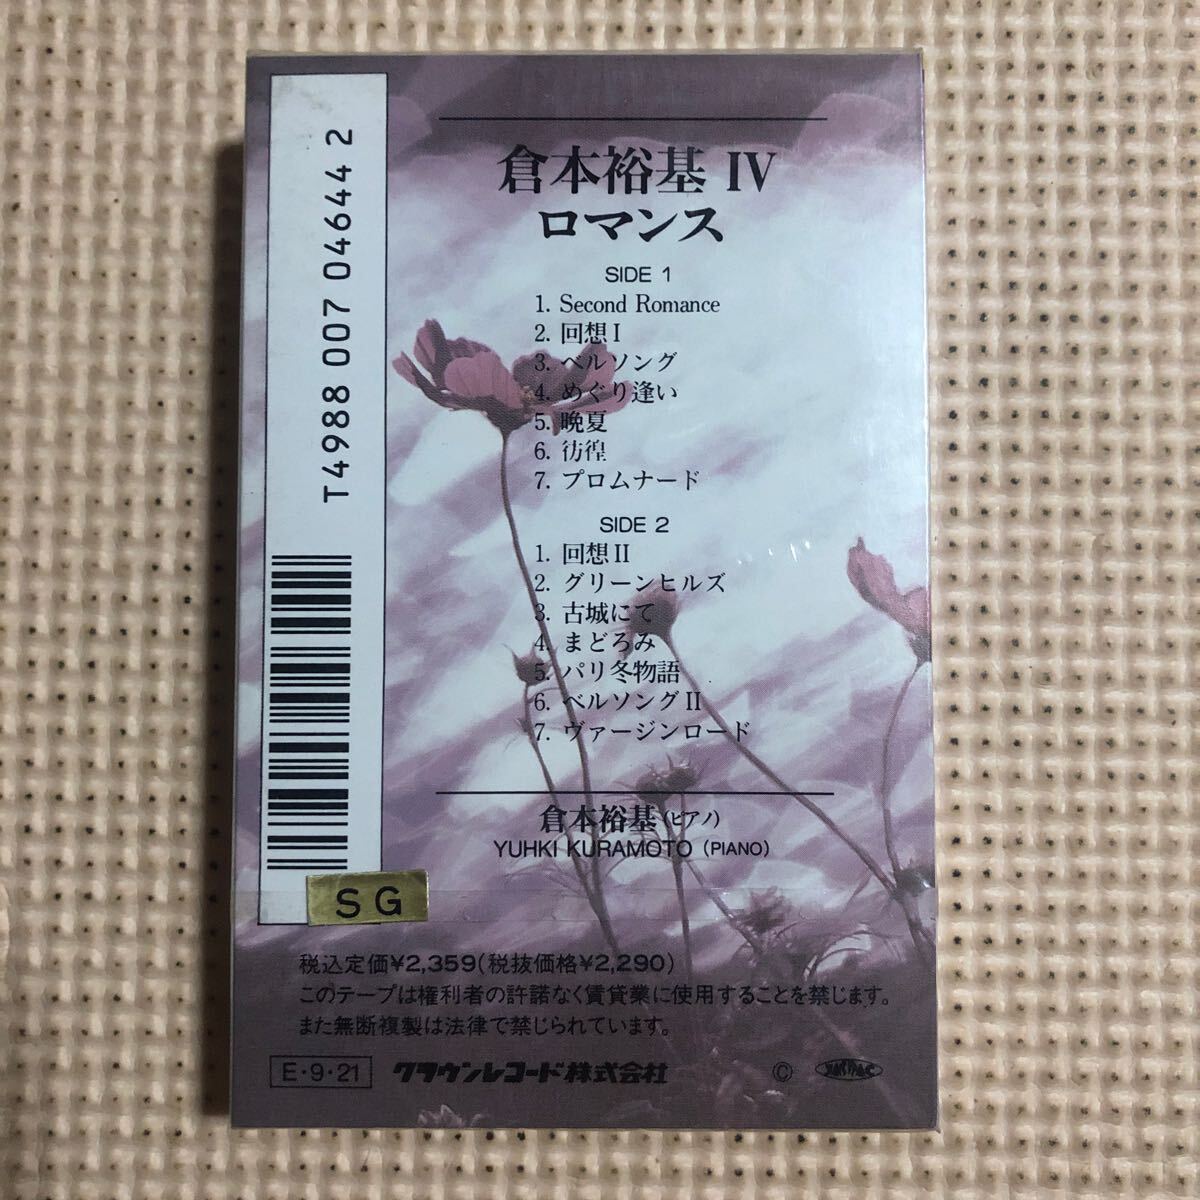 倉本裕基 IV
ロマンス
SIDE 1
1. Second Romance
2. 回想 I
3. ベルソング
4. めぐり逢い
5. 晩夏
6. 彷徨
7. プロムナード
SIDE 2
1. 回想 II
2. グリーンヒルズ
3. 古城にて
4. まどろみ
5. パリ冬物語
6. ベルソング II
7. ヴァージンロード
倉本裕基 (ピアノ)
YUHKI KURAMOTO (PIANO)
T4988 007 04644 2
SG
税込定価¥2,359(税抜価格¥2,290)
このテープは権利者の許諾なく賃貸業に使用することを禁じます。
また無断複製は法律で禁じられています。
E・9・21
クラウンレコード株式会社
©